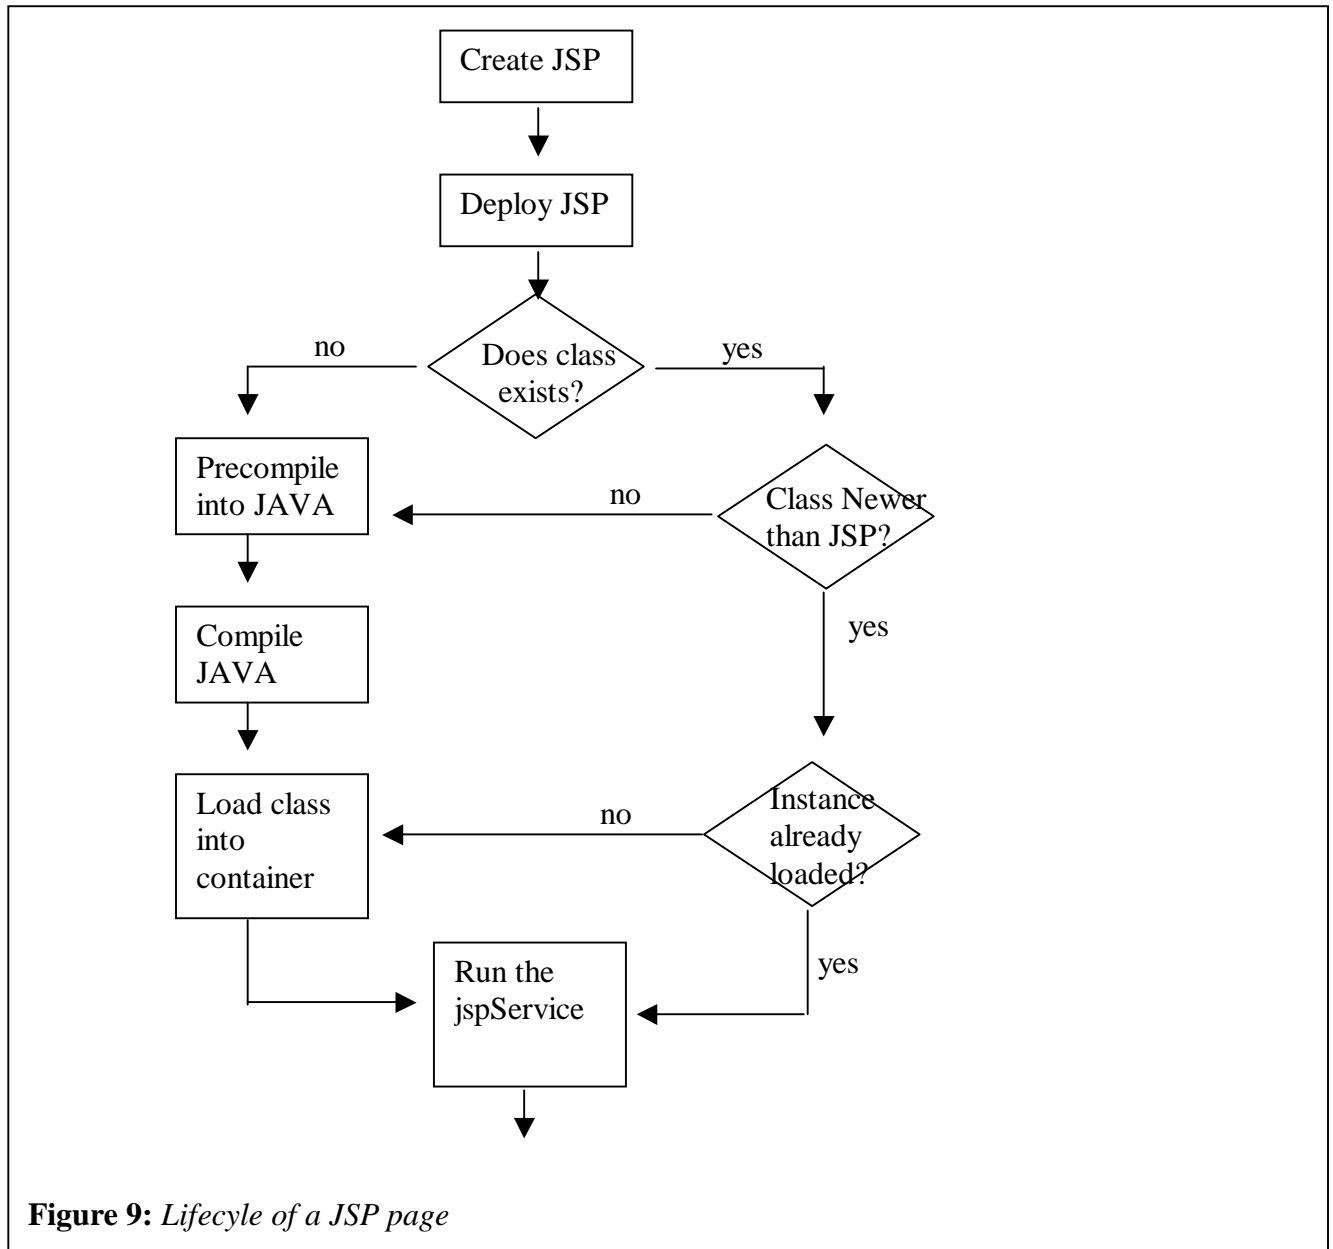 Create JSP
Deploy JSP
Does class
exists?
no
yes
Precompile
into JAVA
no
Class Newer
than JSP?
Compile
JAVA
yes
Load class
into
container
no
Instance
already
loaded?
Run the
jspService
yes
Figure 9: Lifecyle of a JSP page